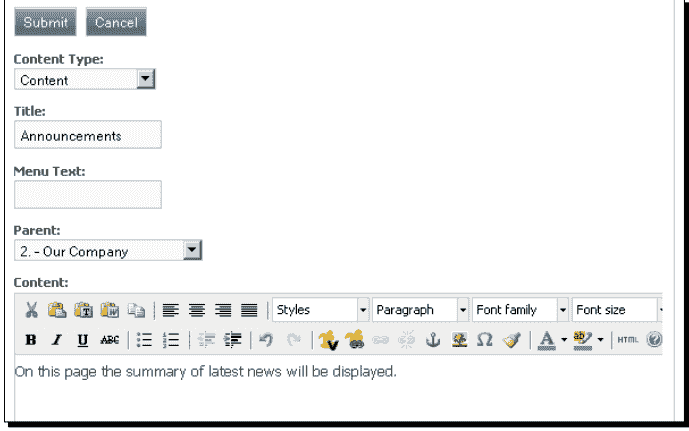 Submit Cancel
Content Type:
Content
Title:
Announcements
Menu Text:
Parent:
2. - Our Company
Content:
Styles Paragraph Font family Font size
B I U ABC HTML
On this page the summary of latest news will be displayed.